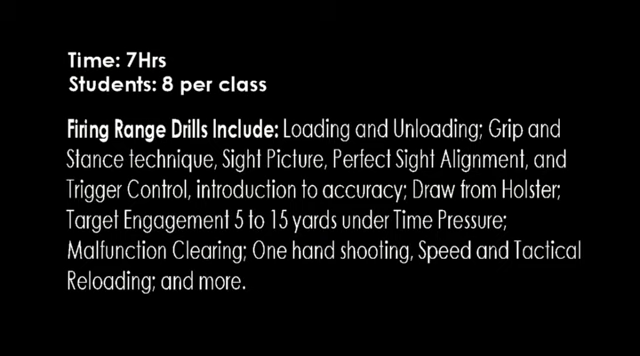 Time: 7Hrs
Students: 8 per class
Firing Range Drills Include: Loading and Unloading; Grip and
Stance technique, Sight Picture, Perfect Sight Alignment, and
Trigger Control, introduction to accuracy; Draw from Holster;
Target Engagement 5 to 15 yards under Time Pressure;
Malfunction Clearing; One hand shooting, Speed and Tactical
Reloading; and more.